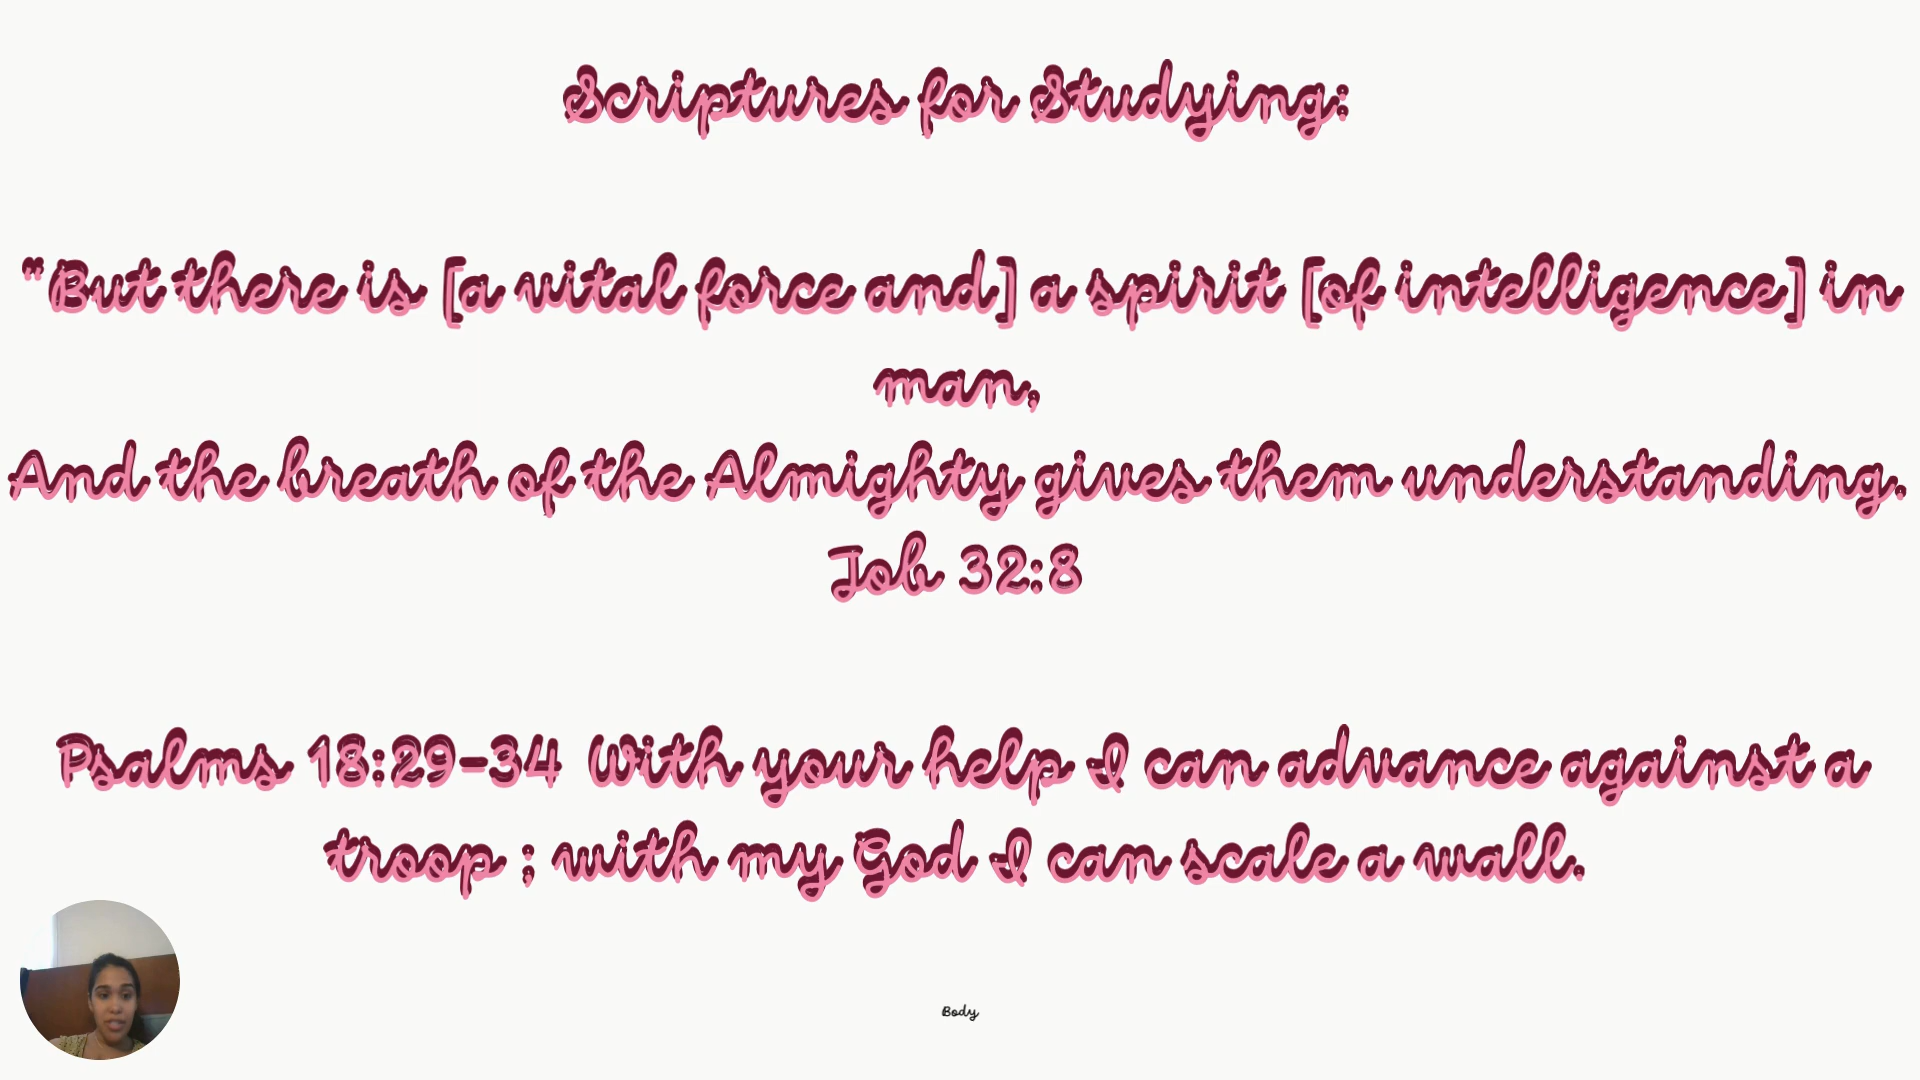 Scriptures for Studying:
"But there is [a vital force and] a spirit [of intelligence] in
man,
And the breath of the Almighty gives them understanding.
Job 32:8
Psalms 18:29-34 With your help I can advance against a
troop ; with my God I can scale a wall.
Body